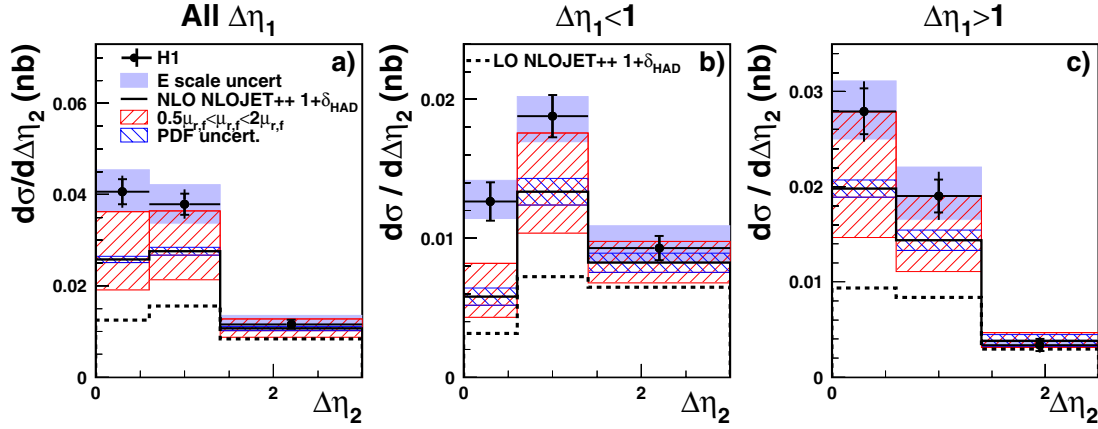 All Δη1
Δη1<1
Δη1>1
dσ/dΔη2 (nb)
0.06
0.04
0.02
0
a)
H1
E scale uncert
NLO NLOJET++ 1+δHAD
0.5μr,f<μr,f<2μr,f
PDF uncert.
0
2
Δη2
dσ / dΔη2 (nb)
0.02
0.01
0
b)
LO NLOJET++ 1+δHAD
0
2
Δη2
dσ / dΔη2 (nb)
0.03
0.02
0.01
0
c)
0
2
Δη2